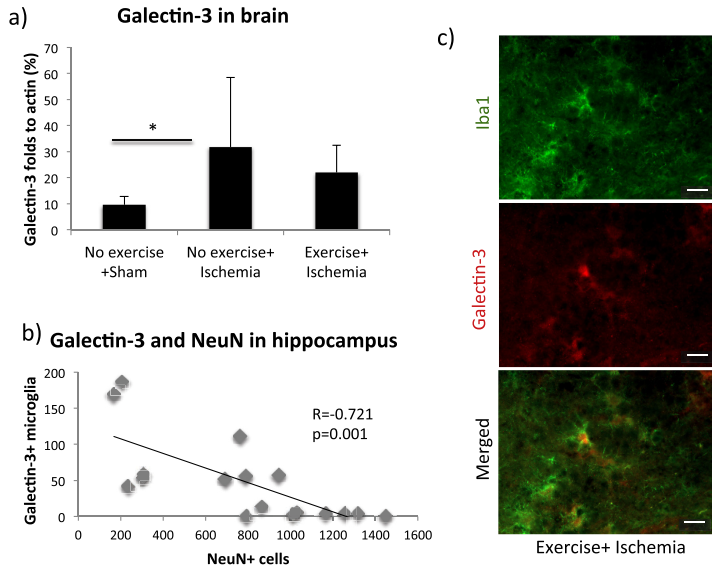 a)
Galectin-3 in brain
Galectin-3 folds to actin (%)
70
60
50
40
30
20
10
0
*
No exercise
+Sham
No exercise+
Ischemia
Exercise+
Ischemia
b)
Galectin-3 and NeuN in hippocampus
Galectin-3+ microglia
200
150
100
50
0
R=-0.721
p=0.001
0 200 400 600 800 1000 1200 1400 1600
NeuN+ cells
c)
Iba1
Galectin-3
Merged
Exercise+ Ischemia